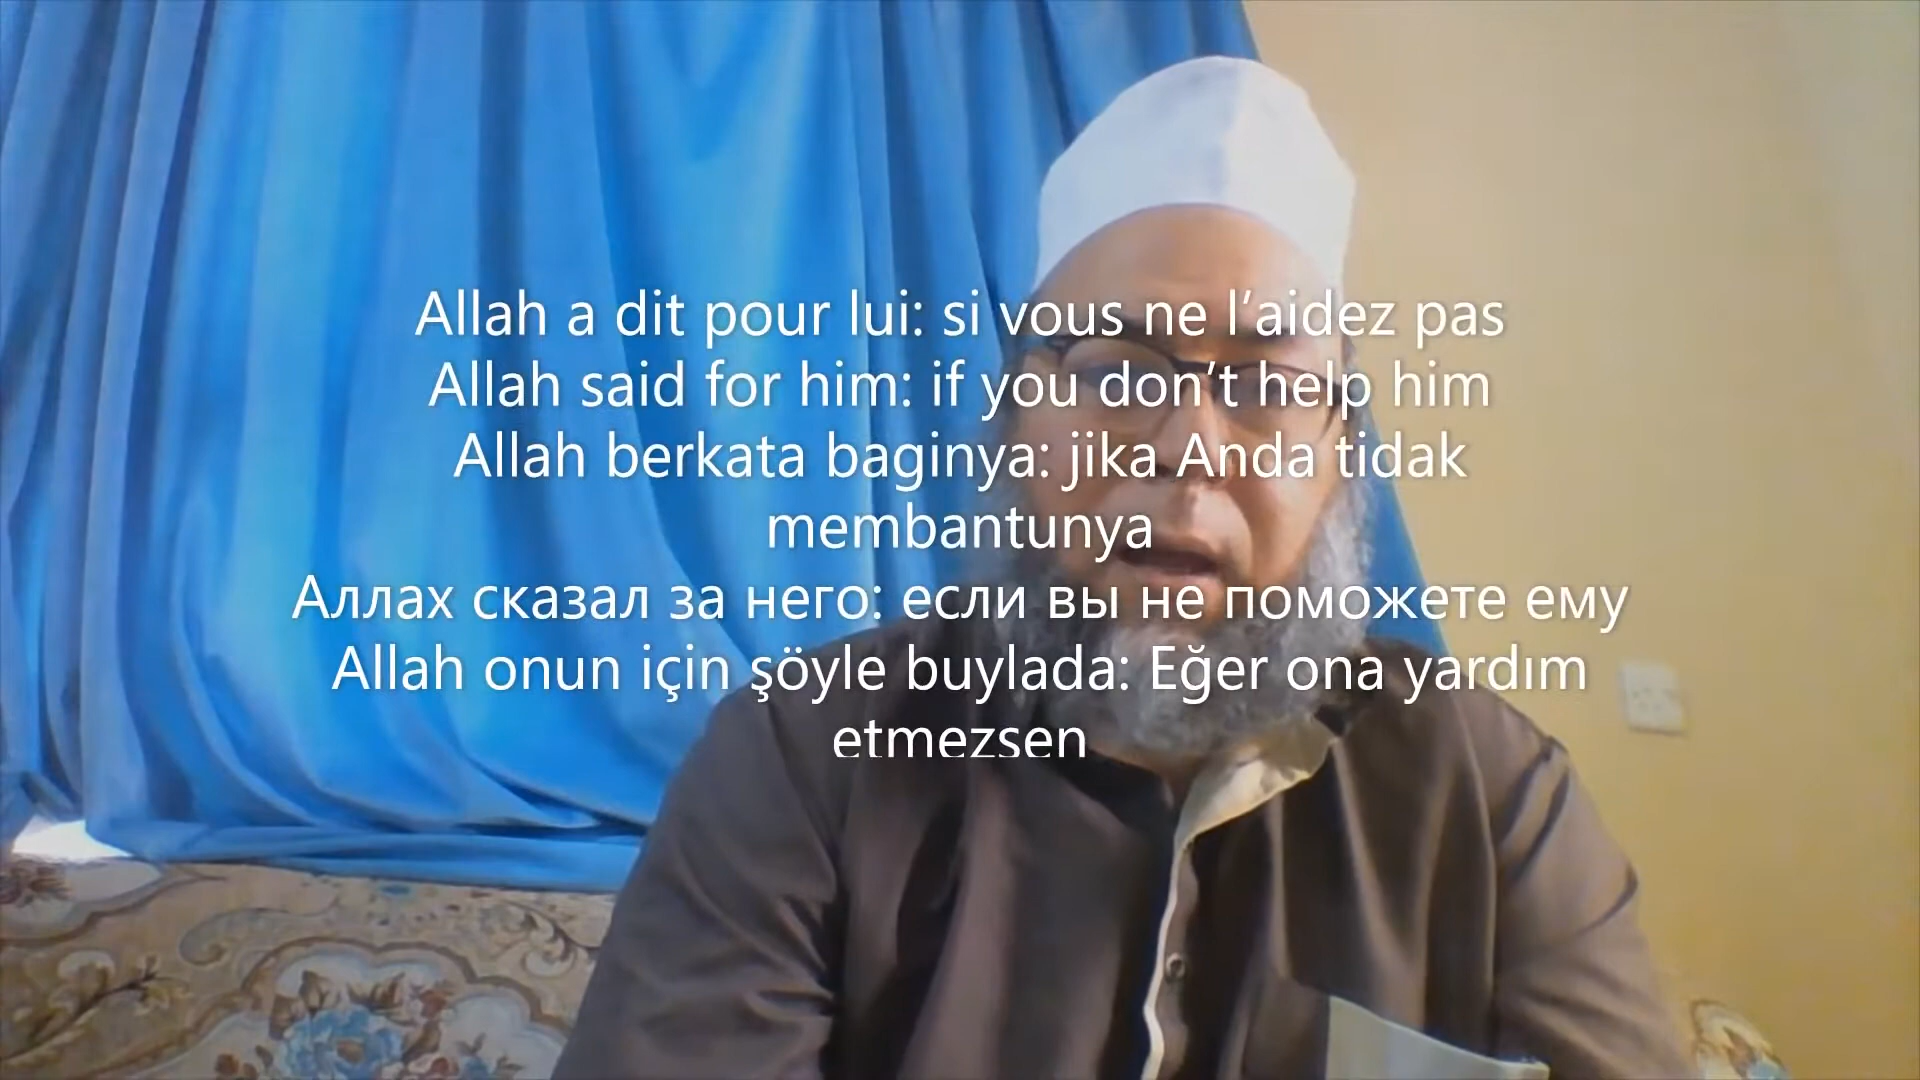 Allah a dit pour lui: si vous ne l’aidez pas
Allah said for him: if you don’t help him
Allah berkata baginya: jika Anda tidak
membantunya
Аллах сказал за него: если вы не поможете ему
Allah onun için şöyle buylada: Eğer ona yardım
etmezsen